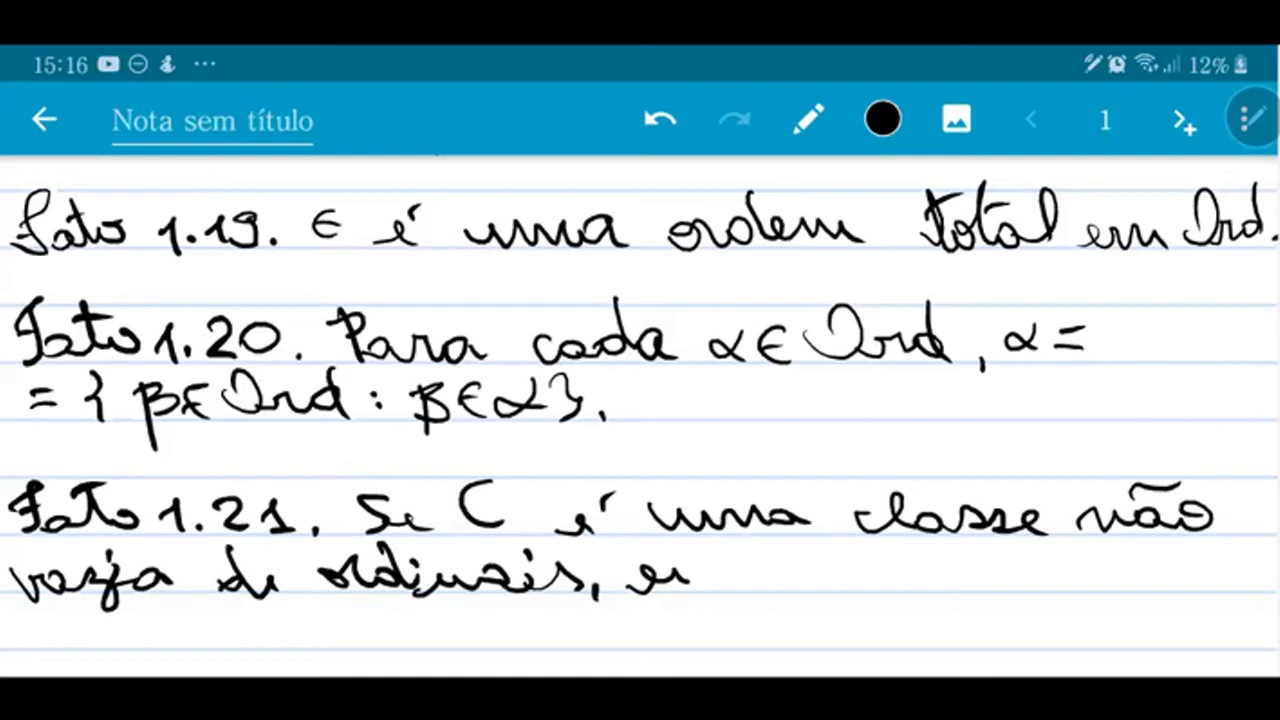 15:16 ... 12%
Nota sem título
1
Fato 1.19. ∈ é uma ordem total em Ord.
Fato 1.20. Para cada α∈Ord, α=
= {β∈Ord : β∈α}.
Fato 1.21. Se C é uma classe não
vazia de ordinais, en